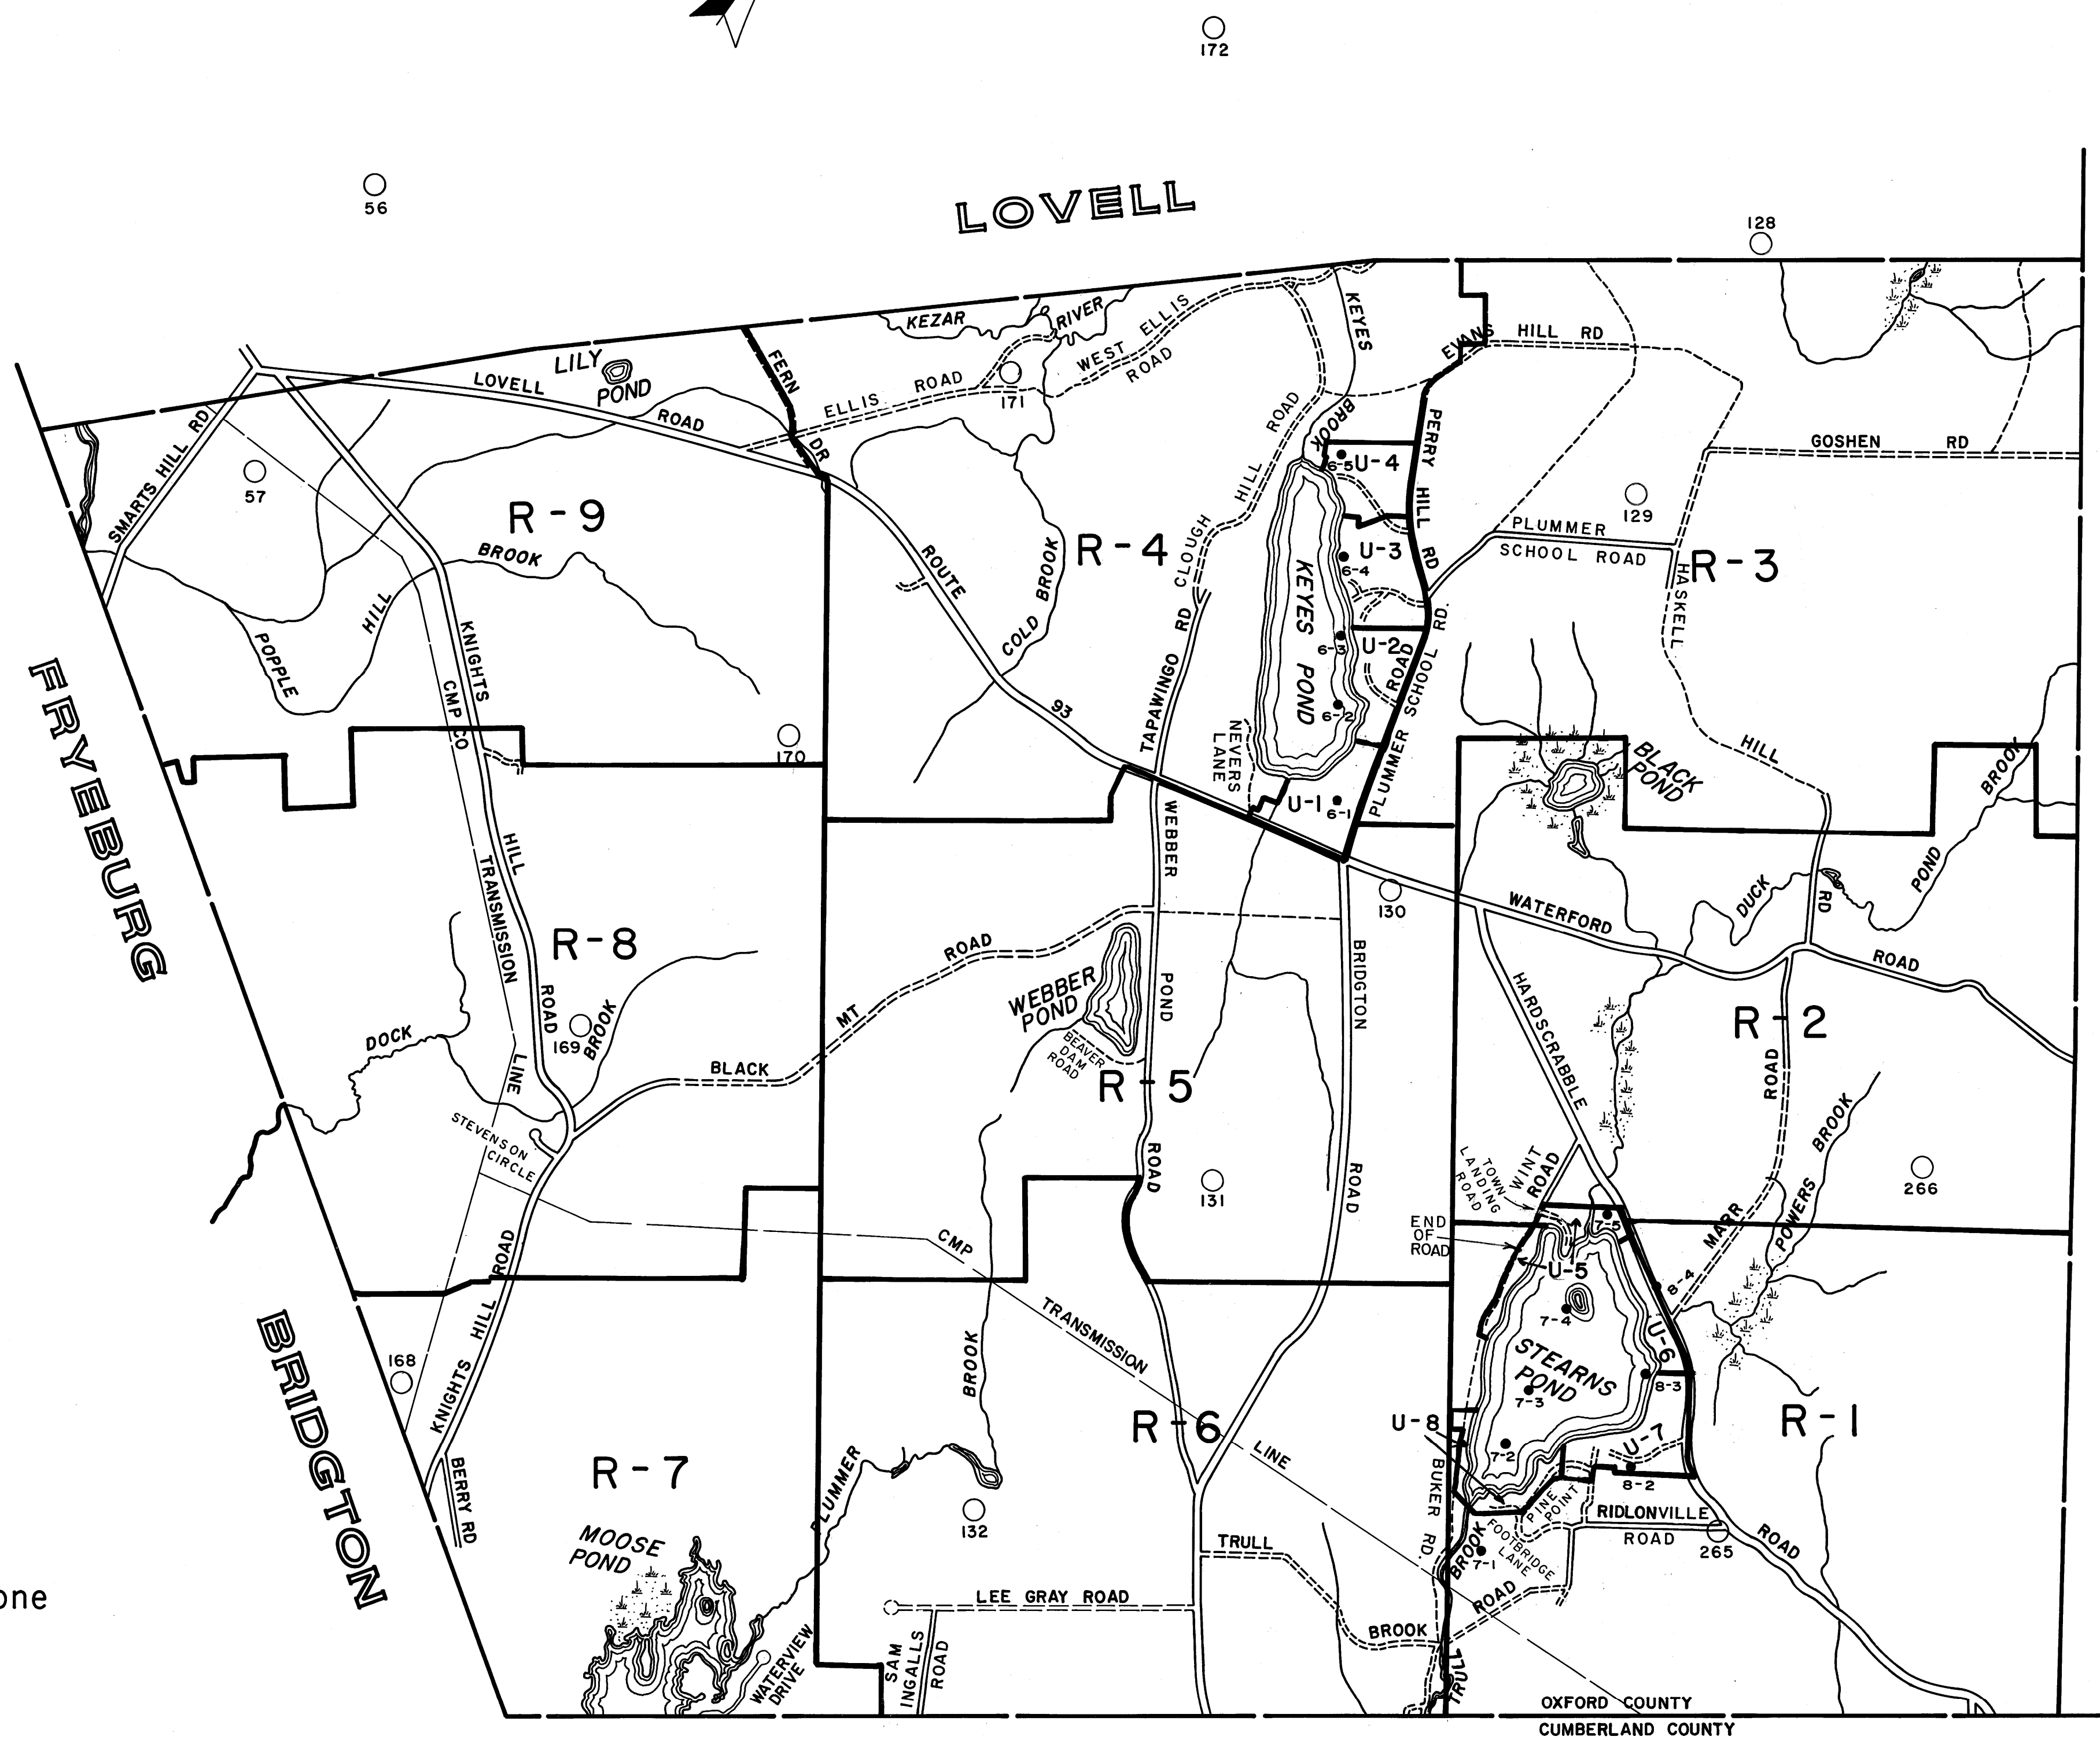 172
56
LOVELL
128
KEZAR
RIVER
WEST ELLIS
ROAD
KEYES
BROOK
EVANS HILL RD
LILY
POND
FERN
DR
LOVELL
ROAD
ELLIS ROAD
171
SMARTS HILL RD
57
R-9
POPPLE
HILL
BROOK
KNIGHTS
HILL
ROAD
CMP CO
TRANSMISSION
LINE
170
R-4
ROUTE
93
COLD BROOK
CLOUGH
HILL
ROAD
TAPAWINGO RD
NEVERS
LANE
KEYES POND
6-5
U-4
U-3
6-4
U-2
6-3
6-2
U-1
6-1
PERRY
HILL
RD
ROAD
PLUMMER SCHOOL RD.
PLUMMER
SCHOOL ROAD
129
GOSHEN RD
R-3
HASKELL
HILL
RD
BLACK
POND
DUCK
POND
BROOK
FRYEBURG
R-8
169
BROOK
DOCK
STEVENSON
CIRCLE
BLACK
MT
ROAD
WEBBER
POND
ROAD
WEBBER
POND
BEAVER
DAM
ROAD
R-5
131
BRIDGTON
ROAD
130
WATERFORD
ROAD
HARDSCRABBLE
R-2
ROAD
MARR
POWERS
BROOK
266
WINT
ROAD
TOWN
LANDING
ROAD
END
OF
ROAD
7-5
U-5
8-4
7-4
STEARNS
POND
U-6
8-3
7-3
7-2
U-8
U-7
8-2
R-1
BRIDGTON
168
KNIGHTS
HILL
ROAD
BERRY RD
R-7
MOOSE
POND
WATERVIEW
DRIVE
PLUMMER
BROOK
CMP
TRANSMISSION
LINE
R-6
132
LEE GRAY ROAD
SAM
INGALLS
ROAD
TRULL
BROOK
ROAD
BUKER RD.
BROOK
TRULL
7-1
PINE
POINT
FOOTBRIDGE
LANE
RIDLONVILLE
ROAD
265
ROAD
OXFORD COUNTY
CUMBERLAND COUNTY
one